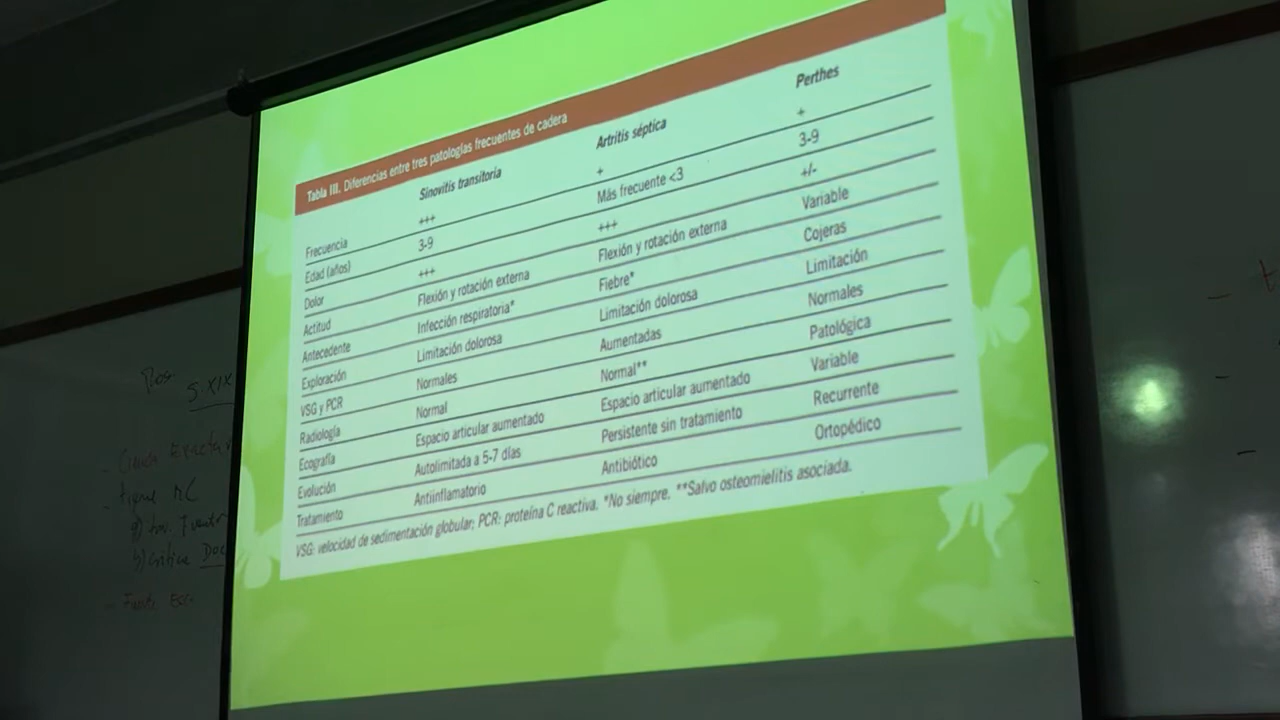 Tabla III. Diferencias entre tres patologías frecuentes de cadera
Sinovitis transitoria Artritis séptica Perthes
Frecuencia +++ + +
Edad (años) 3-9 Más frecuente <3 3-9
Dolor +++ +++ +/-
Actitud Flexión y rotación externa Flexión y rotación externa Variable
Antecedente Infección respiratoria* Fiebre* Cojeras
Exploración Limitación dolorosa Limitación dolorosa Limitación
VSG y PCR Normales Aumentadas Normales
Radiología Normal Normal** Patológica
Ecografía Espacio articular aumentado Espacio articular aumentado Variable
Evolución Autolimitada a 5-7 días Persistente sin tratamiento Recurrente
Tratamiento Antiinflamatorio Antibiótico Ortopédico
VSG: velocidad de sedimentación globular; PCR: proteína C reactiva. *No siempre. **Salvo osteomielitis asociada.
S. XIX